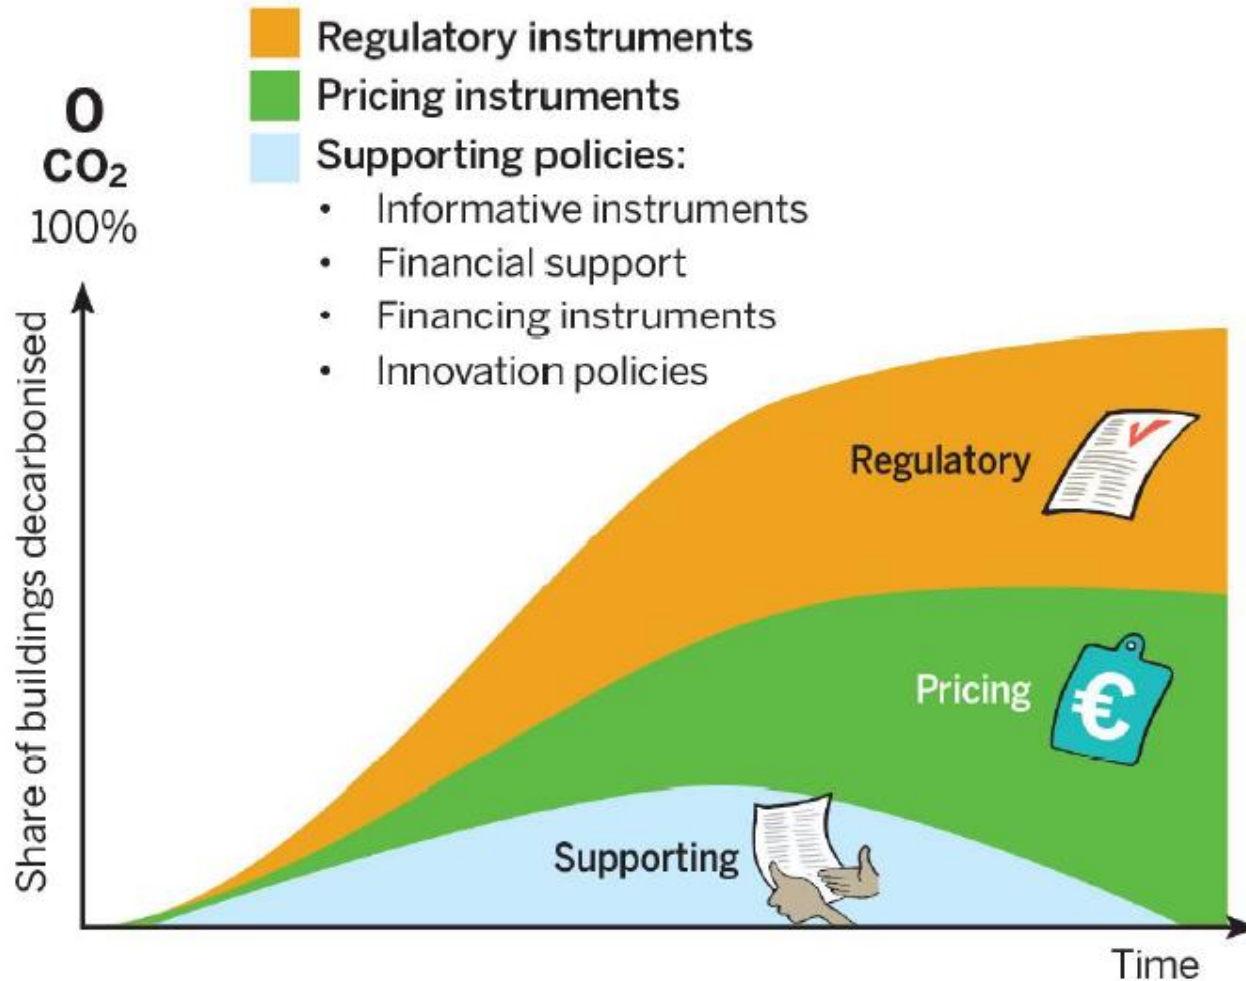 Regulatory instruments
Pricing instruments
Supporting policies:
• Informative instruments
• Financial support
• Financing instruments
• Innovation policies
0
CO₂
100%
Share of buildings decarbonised
Regulatory
Pricing
€
Supporting
Time